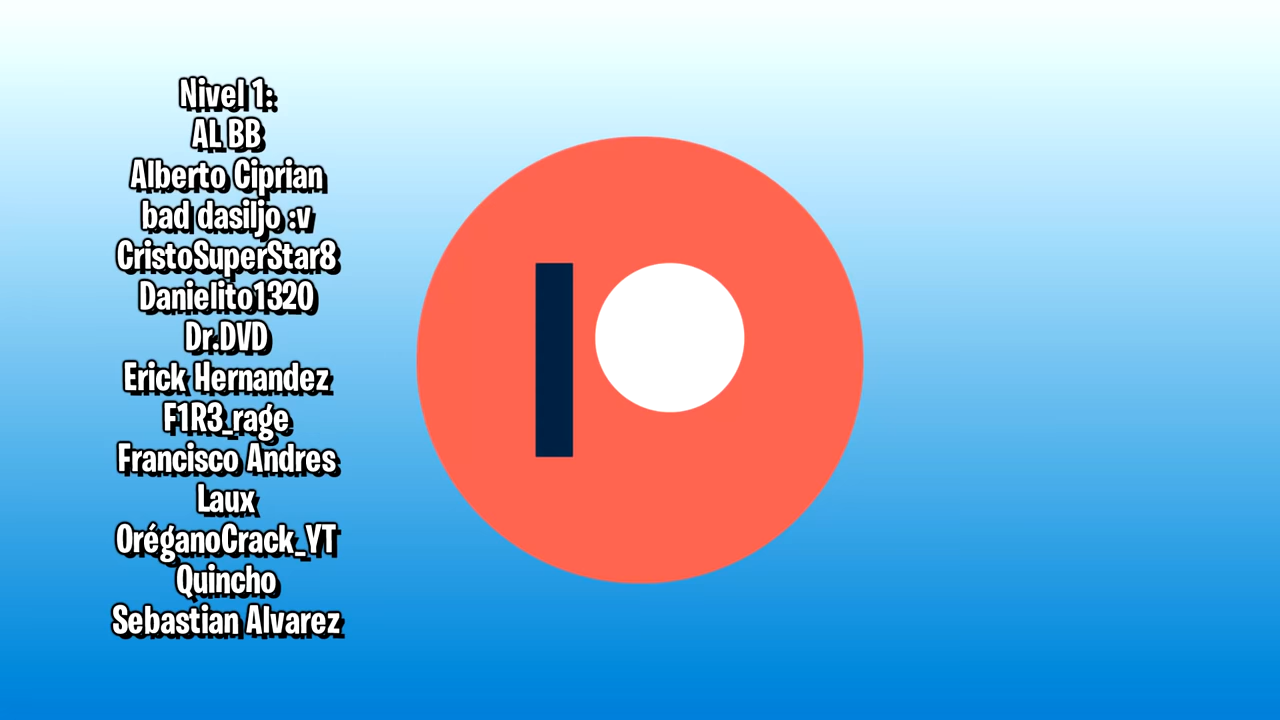 Nivel 1:
AL BB
Alberto Ciprian
bad dasiljo :v
CristoSuperStar8
Danielito1320
Dr.DVD
Erick Hernandez
F1R3_rage
Francisco Andres
Laux
OréganoCrack_YT
Quincho
Sebastian Alvarez